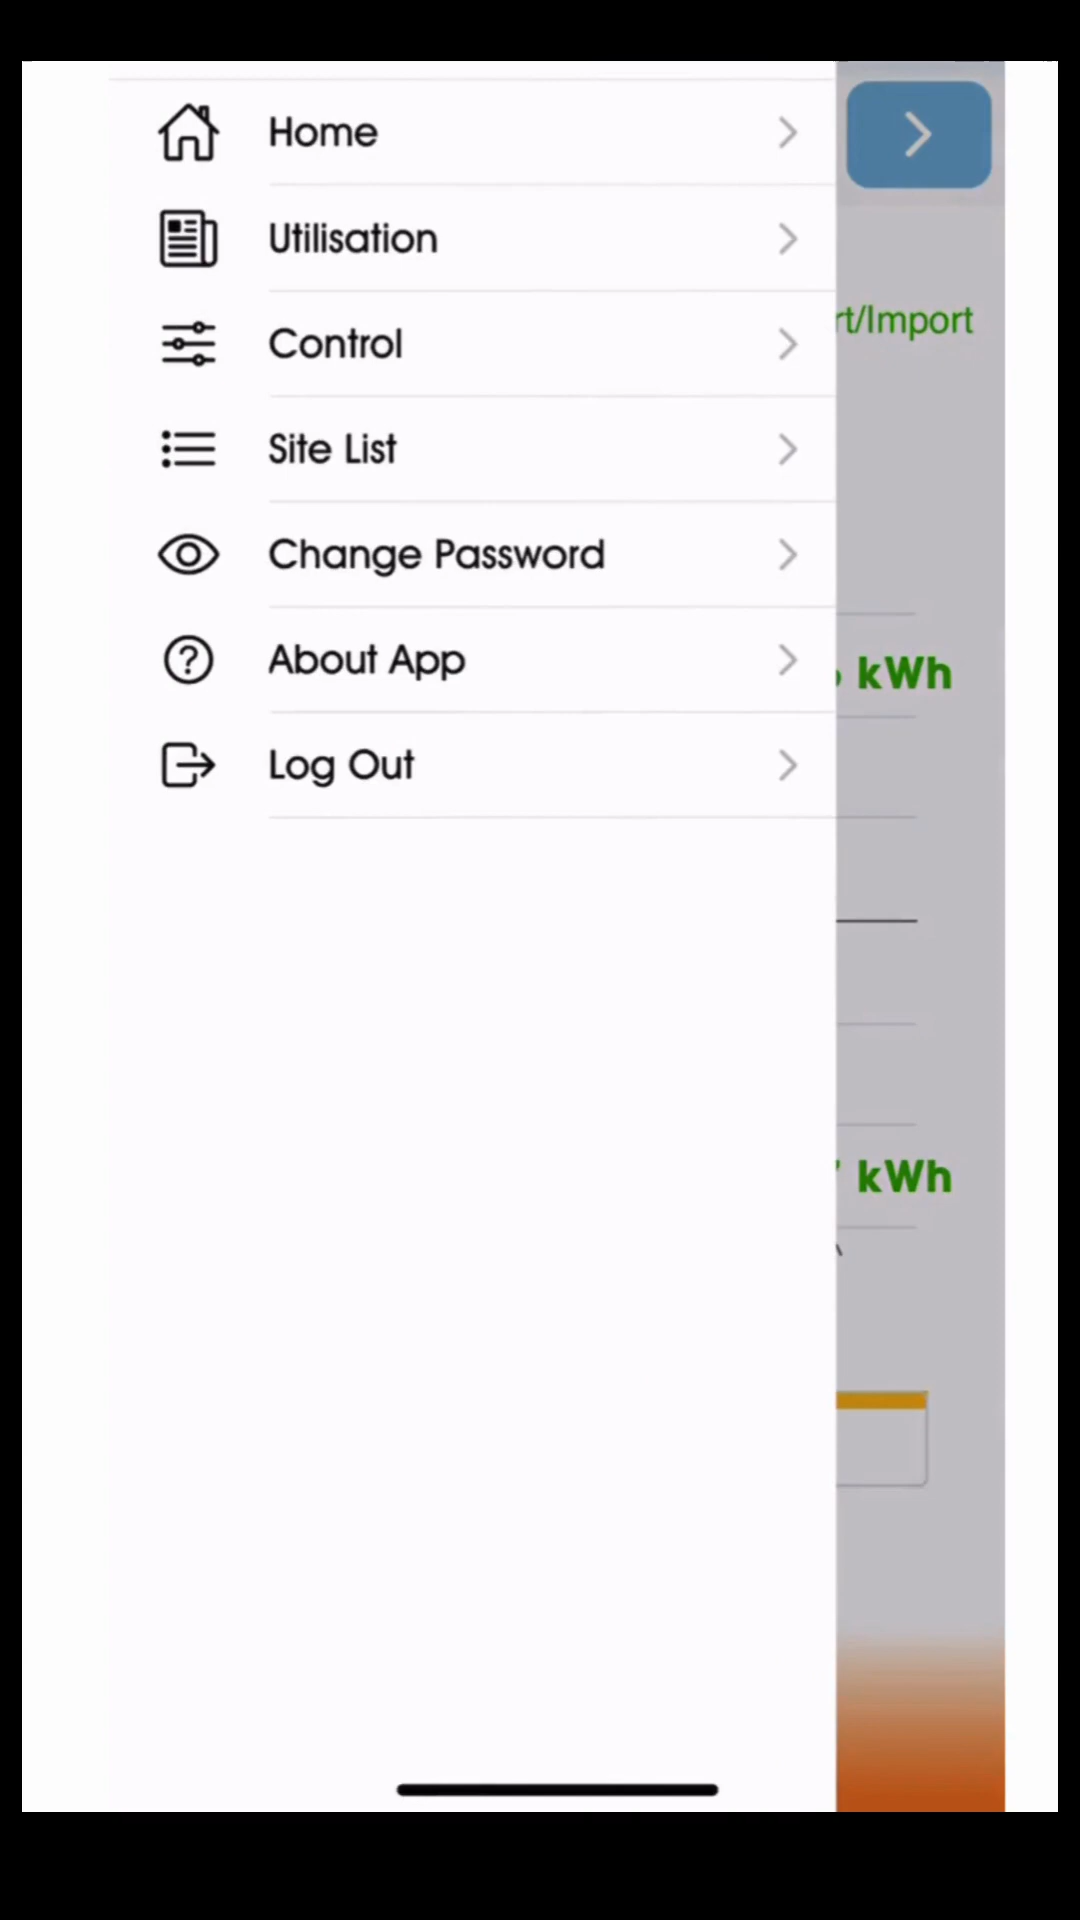 Home
Utilisation
rt/Import
Control
Site List
Change Password
About App
kWh
Log Out
kWh